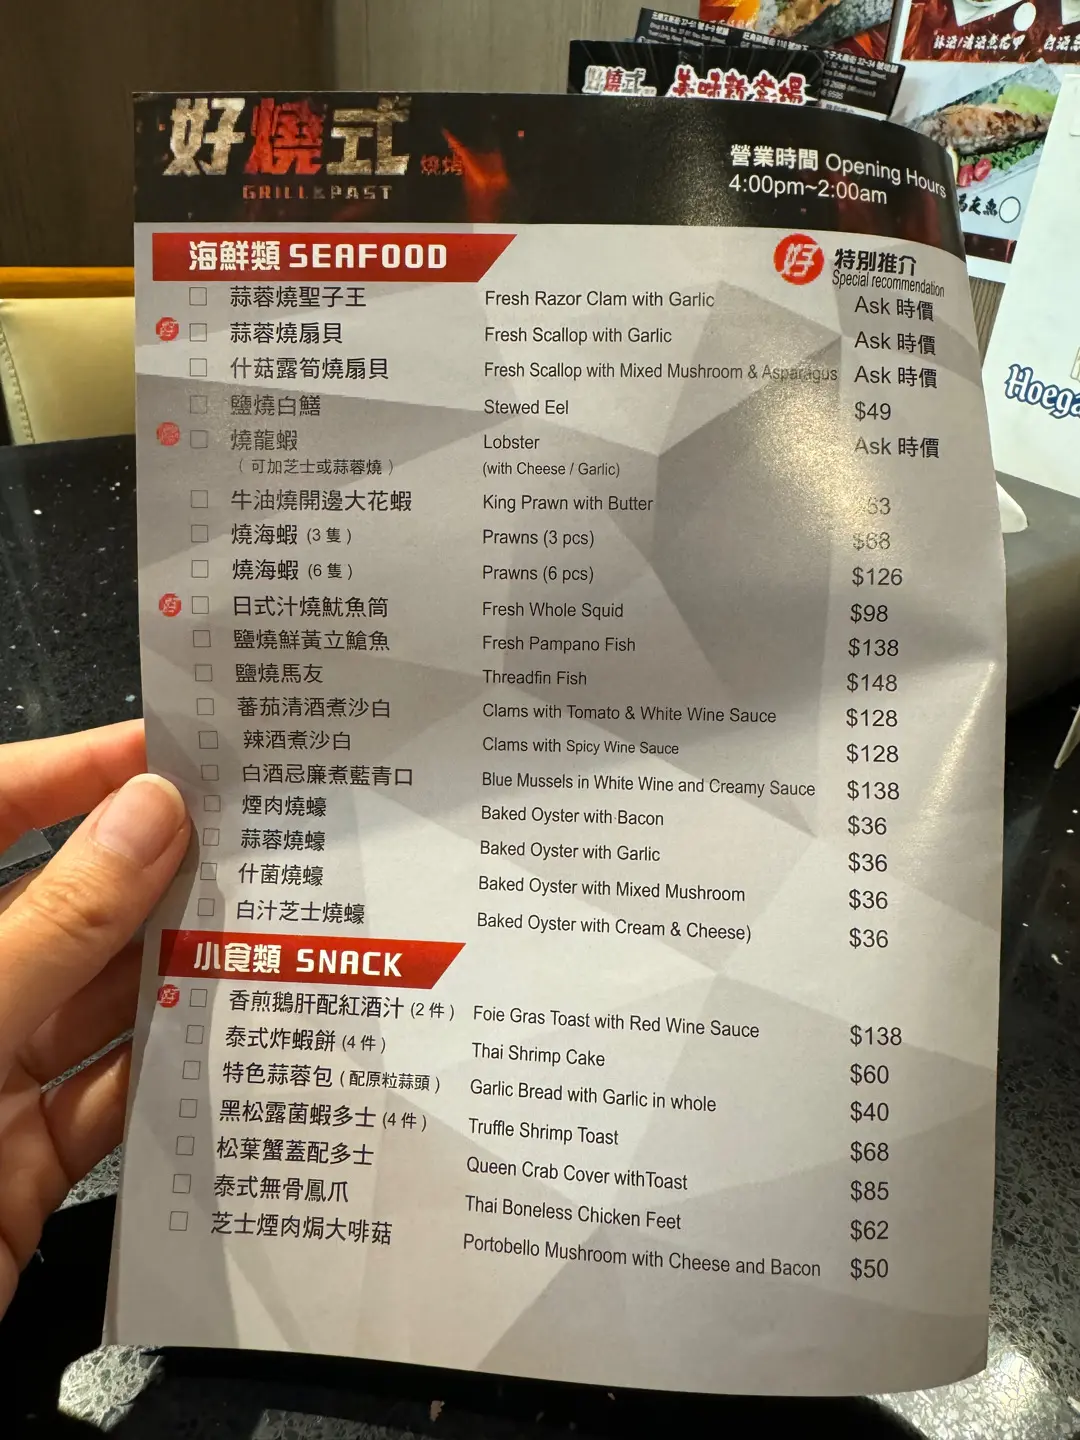 好燒式 燒烤
GRILL&PAST
營業時間 Opening Hours
4:00pm~2:00am
海鮮類 SEAFOOD
好 特別推介
Special recommendation
蒜蓉燒聖子王 Fresh Razor Clam with Garlic Ask 時價
好 蒜蓉燒扇貝 Fresh Scallop with Garlic Ask 時價
什菇露筍燒扇貝 Fresh Scallop with Mixed Mushroom & Asparagus Ask 時價
鹽燒白鱔 Stewed Eel $49
好 燒龍蝦 Lobster Ask 時價
(可加芝士或蒜蓉燒) (with Cheese / Garlic)
牛油燒開邊大花蝦 King Prawn with Butter 63
燒海蝦 (3 隻) Prawns (3 pcs) $68
燒海蝦 (6 隻) Prawns (6 pcs) $126
好 日式汁燒魷魚筒 Fresh Whole Squid $98
鹽燒鮮黃立鯧魚 Fresh Pampano Fish $138
鹽燒馬友 Threadfin Fish $148
蕃茄清酒煮沙白 Clams with Tomato & White Wine Sauce $128
辣酒煮沙白 Clams with Spicy Wine Sauce $128
白酒忌廉煮藍青口 Blue Mussels in White Wine and Creamy Sauce $138
煙肉燒蠔 Baked Oyster with Bacon $36
蒜蓉燒蠔 Baked Oyster with Garlic $36
什菌燒蠔 Baked Oyster with Mixed Mushroom $36
白汁芝士燒蠔 Baked Oyster with Cream & Cheese) $36
小食類 SNACK
好 香煎鵝肝配紅酒汁 (2 件) Foie Gras Toast with Red Wine Sauce $138
泰式炸蝦餅 (4 件) Thai Shrimp Cake $60
特色蒜蓉包 (配原粒蒜頭) Garlic Bread with Garlic in whole $40
黑松露菌蝦多士 (4 件) Truffle Shrimp Toast $68
松葉蟹蓋配多士 Queen Crab Cover withToast $85
泰式無骨鳳爪 Thai Boneless Chicken Feet $62
芝士煙肉焗大啡菇 Portobello Mushroom with Cheese and Bacon $50
好燒式